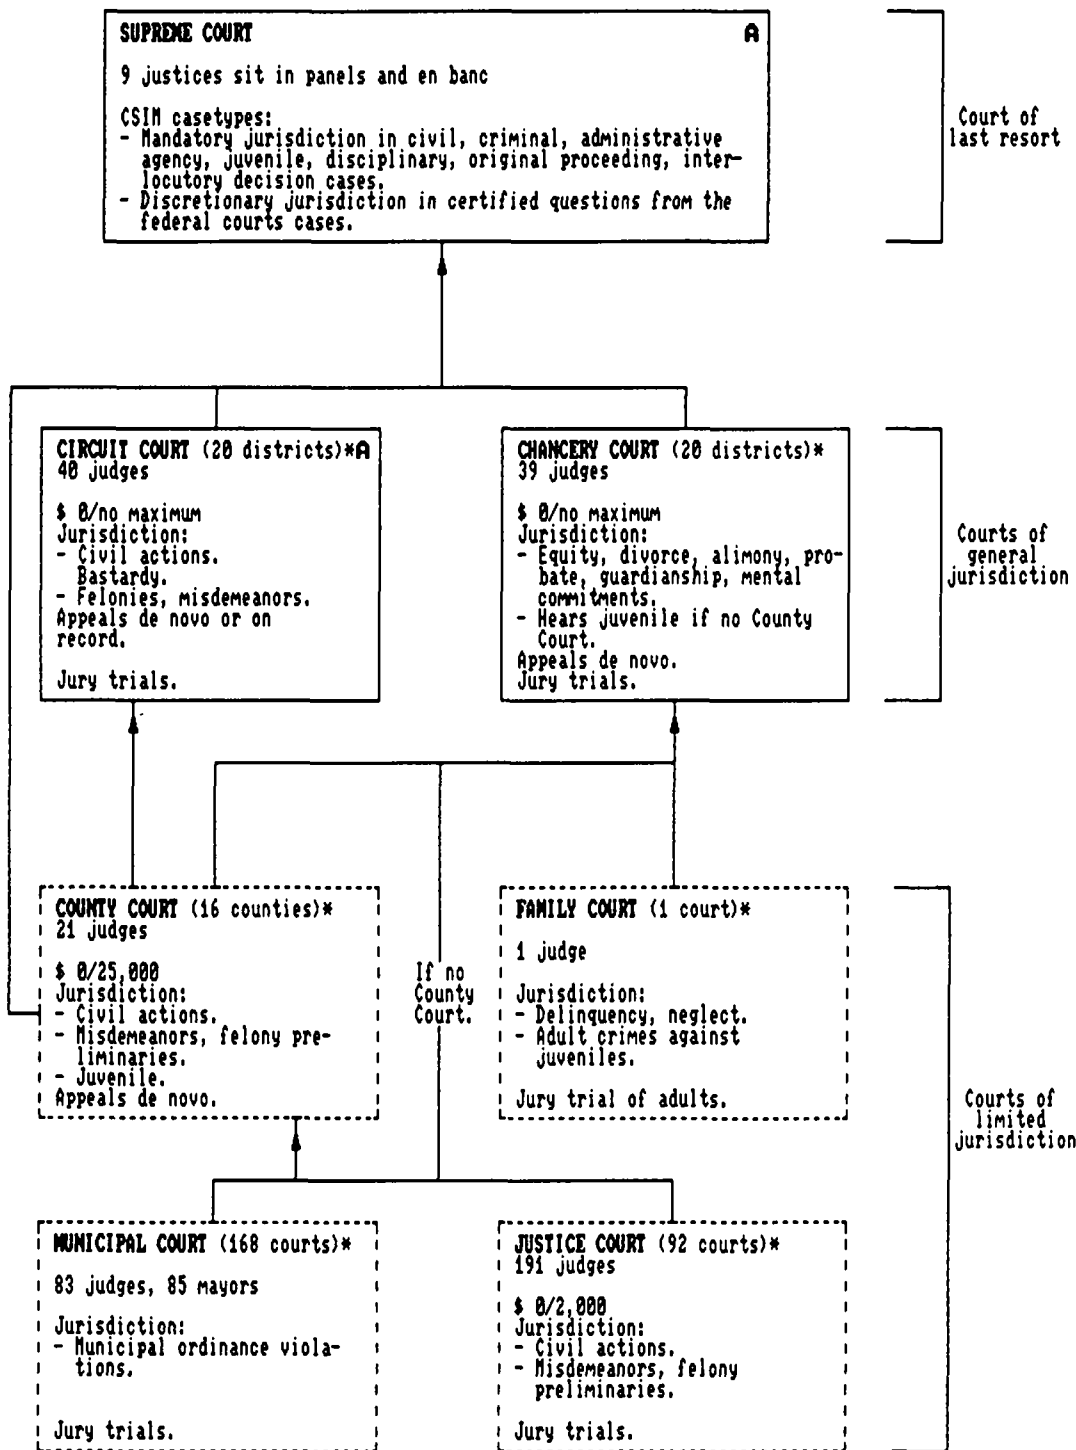 SUPREME COURT A
9 justices sit in panels and en banc
CSIM casetypes:
- Mandatory jurisdiction in civil, criminal, administrative
agency, juvenile, disciplinary, original proceeding, inter-
locutory decision cases.
- Discretionary jurisdiction in certified questions from the
federal courts cases.
Court of
last resort
CIRCUIT COURT (20 districts)*A
40 judges
$ 0/no maximum
Jurisdiction:
- Civil actions.
Bastardy.
- Felonies, misdemeanors.
Appeals de novo or on
record.
Jury trials.
CHANCERY COURT (20 districts)*
39 judges
$ 0/no maximum
Jurisdiction:
- Equity, divorce, alimony, pro-
bate, guardianship, mental
commitments.
- Hears juvenile if no County
Court.
Appeals de novo.
Jury trials.
Courts of
general
jurisdiction
COUNTY COURT (16 counties)*
21 judges
$ 0/25,000
Jurisdiction:
- Civil actions.
- Misdemeanors, felony pre-
liminaries.
- Juvenile.
Appeals de novo.
If no
County
Court.
FAMILY COURT (1 court)*
1 judge
Jurisdiction:
- Delinquency, neglect.
- Adult crimes against
juveniles.
Jury trial of adults.
Courts of
limited
jurisdiction
MUNICIPAL COURT (168 courts)*
83 judges, 85 mayors
Jurisdiction:
- Municipal ordinance viola-
tions.
Jury trials.
JUSTICE COURT (92 courts)*
191 judges
$ 0/2,000
Jurisdiction:
- Civil actions.
- Misdemeanors, felony
preliminaries.
Jury trials.